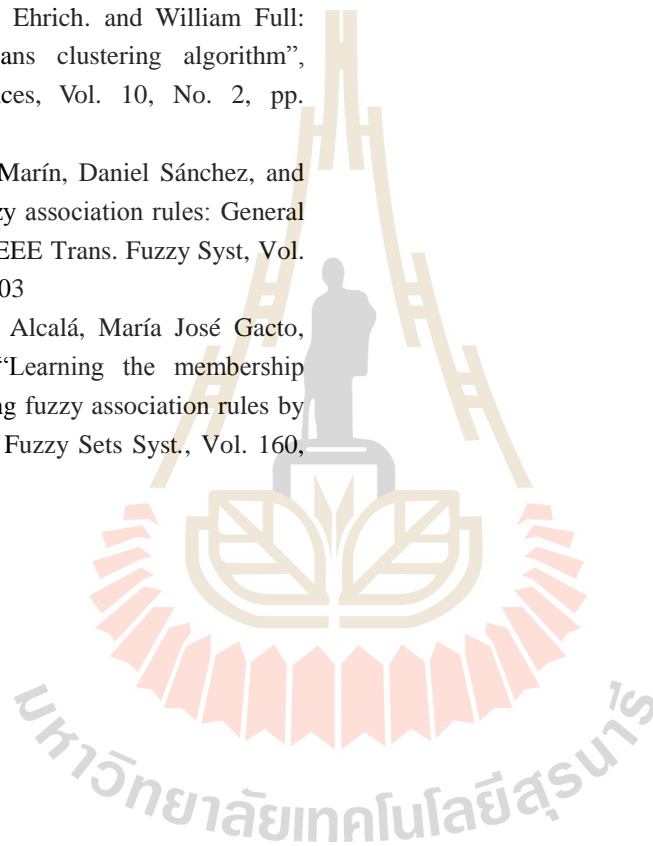 Ehrich. and William Full:
ans clustering algorithm”,
ces, Vol. 10, No. 2, pp.
Marín, Daniel Sánchez, and
zy association rules: General
EEE Trans. Fuzzy Syst, Vol.
03
Alcalá, María José Gacto,
“Learning the membership
ng fuzzy association rules by
Fuzzy Sets Syst., Vol. 160,
มหาวิทยาลัยเทคโนโลยีสุรนารี